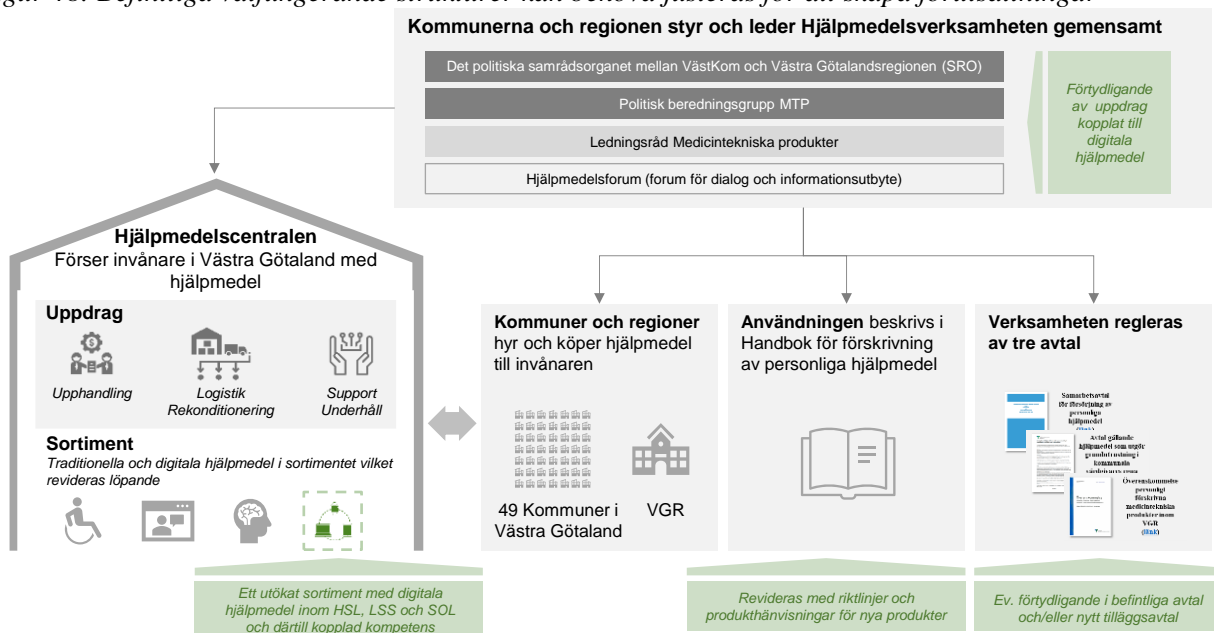 Kommunerna och regionen styr och leder Hjälpmedelsverksamheten gemensamt
Det politiska samrådsorganet mellan VästKom och Västra Götalandsregionen (SRO)
Politisk beredningsgrupp MTP
Ledningsråd Medicintekniska produkter
Hjälpmedelsforum (forum för dialog och informationsutbyte)
Förtydligande
av uppdrag
kopplat till
digitala
hjälpmedel
Hjälpmedelscentralen
Förser invånare i Västra Götaland med
hjälpmedel
Uppdrag
Upphandling
Logistik
Rekonditionering
Support
Underhåll
Sortiment
Traditionella och digitala hjälpmedel i sortimentet vilket
revideras löpande
Ett utökat sortiment med digitala
hjälpmedel inom HSL, LSS och SOL
och därtill kopplad kompetens
Kommuner och regioner
hyr och köper hjälpmedel
till invånaren
49 Kommuner i
Västra Götaland
VGR
Användningen beskrivs i
Handbok för förskrivning
av personliga hjälpmedel
Revideras med riktlinjer och
produkthänvisningar för nya produkter
Verksamheten regleras
av tre avtal
Samarbetsavtal
för försörjning av
personliga
hjälpmedel
(länk)
Avtal gällande
hjälpmedel som utgör
grundutrustning i
kommunala
Överenskommelse
personligt
förskrivna
medicintekniska
produkter inom
VGR
(länk)
Ev. förtydligande i befintliga avtal
och/eller nytt tilläggsavtal